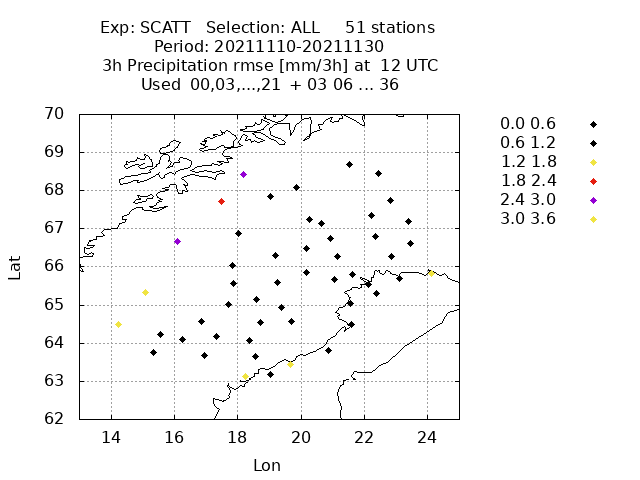 Exp: SCATT   Selection: ALL     51 stations
Period: 20211110-20211130
3h Precipitation rmse [mm/3h] at  12 UTC
Used  00,03,...,21  + 03 06 ... 36
70
69
68
67
66
65
64
63
62
14 16 18 20 22 24
Lat
Lon
0.0 0.6
0.6 1.2
1.2 1.8
1.8 2.4
2.4 3.0
3.0 3.6